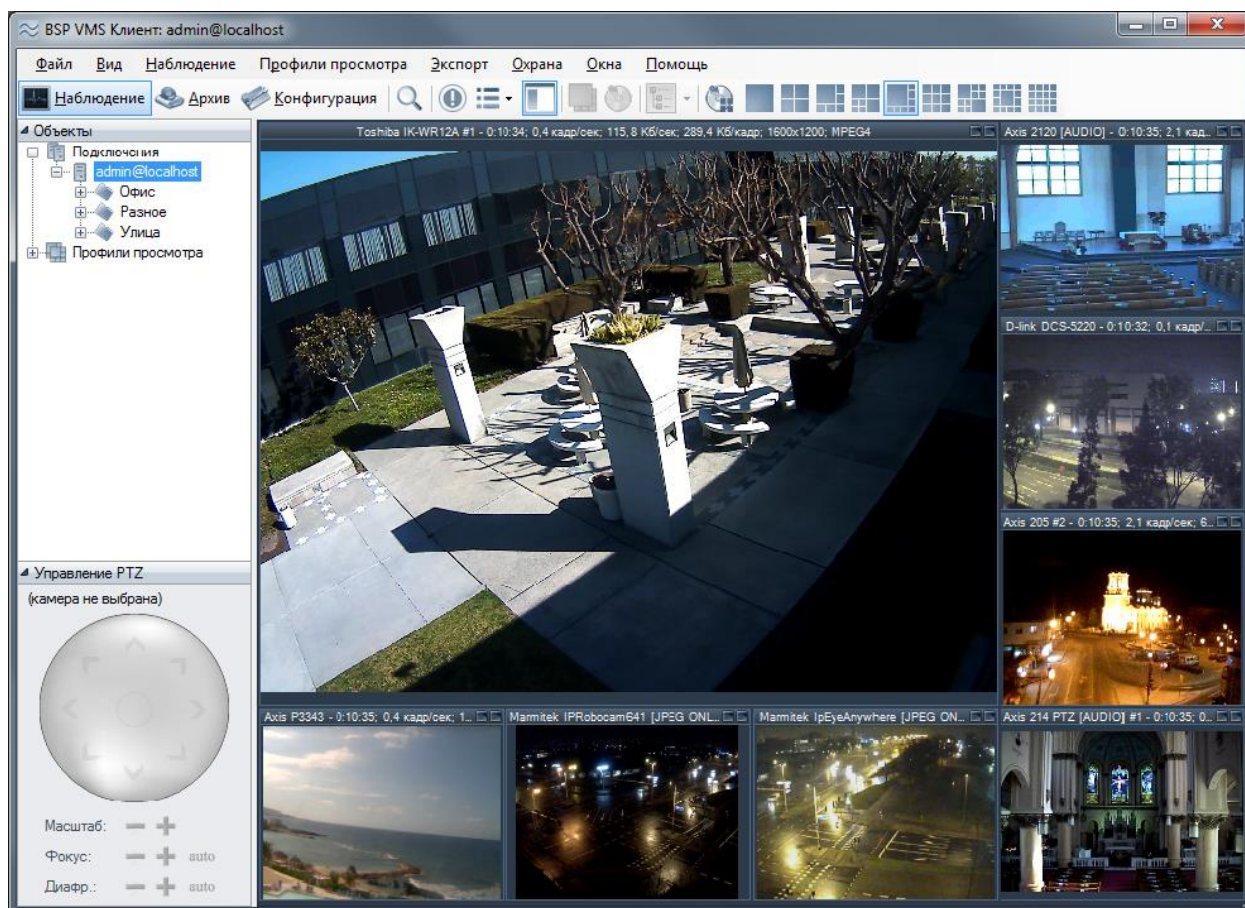 BSP VMS Клиент: admin@localhost
Файл Вид Наблюдение Профили просмотра Экспорт Охрана Окна Помощь
Наблюдение Архив Конфигурация
Объекты
Подключения
admin@localhost
Офис
Разное
Улица
Профили просмотра
Управление PTZ
(камера не выбрана)
Масштаб:
Фокус: auto
Диафр.: auto
Toshiba IK-WR12A #1 - 0:10:34; 0,4 кадр/сек; 115,8 Кб/сек; 289,4 Кб/кадр; 1600x1200; MPEG4
Axis 2120 [AUDIO] - 0:10:35; 2,1 кад...
D-link DCS-5220 - 0:10:32; 0,1 кадр/...
Axis 205 #2 - 0:10:35; 2,1 кадр/сек; 6...
Axis P3343 - 0:10:35; 0,4 кадр/сек; 1...
Marmitek IPRobocam641 [JPEG ONL...
Marmitek IpEyeAnywhere [JPEG ON...
Axis 214 PTZ [AUDIO] #1 - 0:10:35; 0...